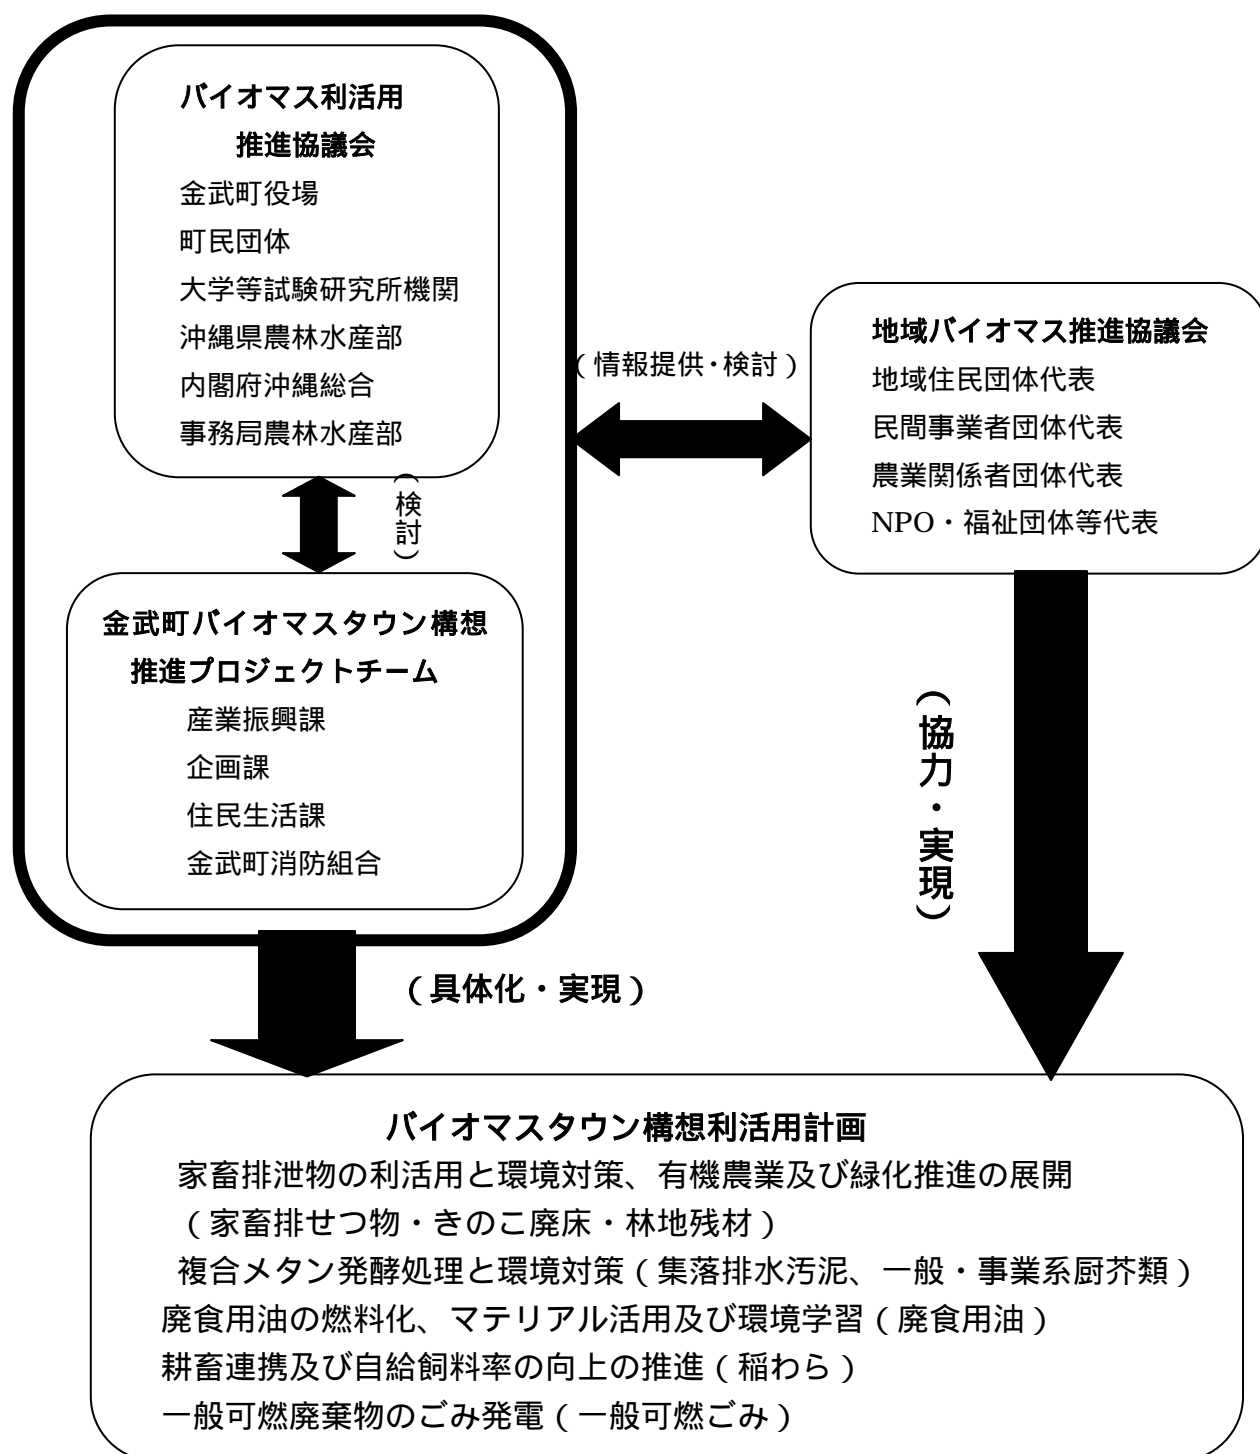 バイオマス利活用
推進協議会
金武町役場
町民団体
大学等試験研究所機関
沖縄県農林水産部
内閣府沖縄総合
事務局農林水産部
(検討)
金武町バイオマスタウン構想
推進プロジェクトチーム
産業振興課
企画課
住民生活課
金武町消防組合
(情報提供・検討)
地域バイオマス推進協議会
地域住民団体代表
民間事業者団体代表
農業関係者団体代表
NPO・福祉団体等代表
(協力・実現)
(具体化・実現)
バイオマスタウン構想利活用計画
家畜排泄物の利活用と環境対策、有機農業及び緑化推進の展開
(家畜排せつ物・きのこ廃床・林地残材)
複合メタン発酵処理と環境対策(集落排水汚泥、一般・事業系厨芥類)
廃食用油の燃料化、マテリアル活用及び環境学習(廃食用油)
耕畜連携及び自給飼料率の向上の推進(稲わら)
一般可燃廃棄物のごみ発電(一般可燃ごみ)